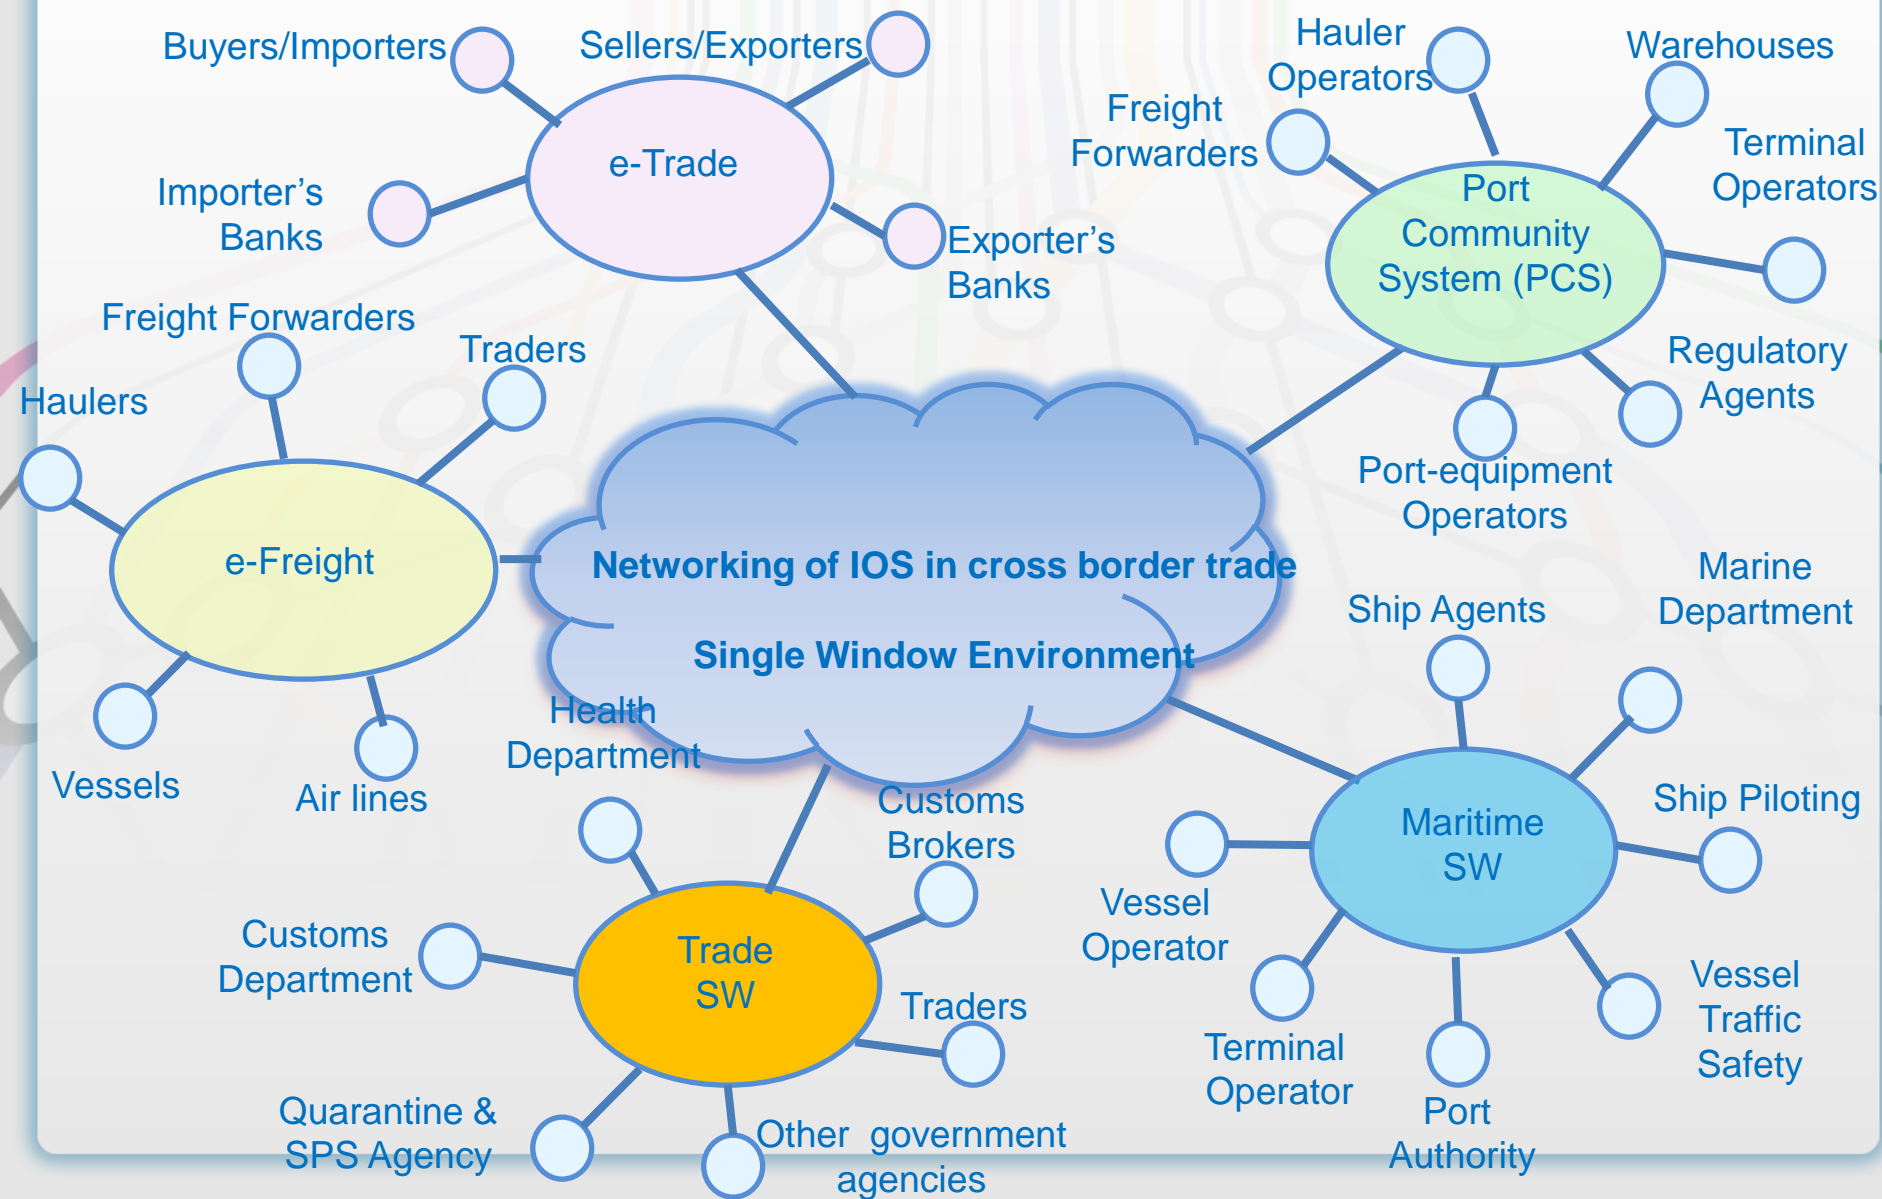 Buyers/Importers
Sellers/Exporters
e-Trade
Importer's
Banks
Exporter's
Banks
Hauler
Operators
Warehouses
Freight
Forwarders
Terminal
Operators
Port
Community
System (PCS)
Regulatory
Agents
Port-equipment
Operators
Freight Forwarders
Traders
Haulers
e-Freight
Vessels
Air lines
Networking of IOS in cross border trade
Single Window Environment
Health
Department
Customs
Brokers
Customs
Department
Trade
SW
Traders
Quarantine &
SPS Agency
Other government
agencies
Marine
Department
Ship Agents
Ship Piloting
Maritime
SW
Vessel
Operator
Terminal
Operator
Port
Authority
Vessel
Traffic
Safety